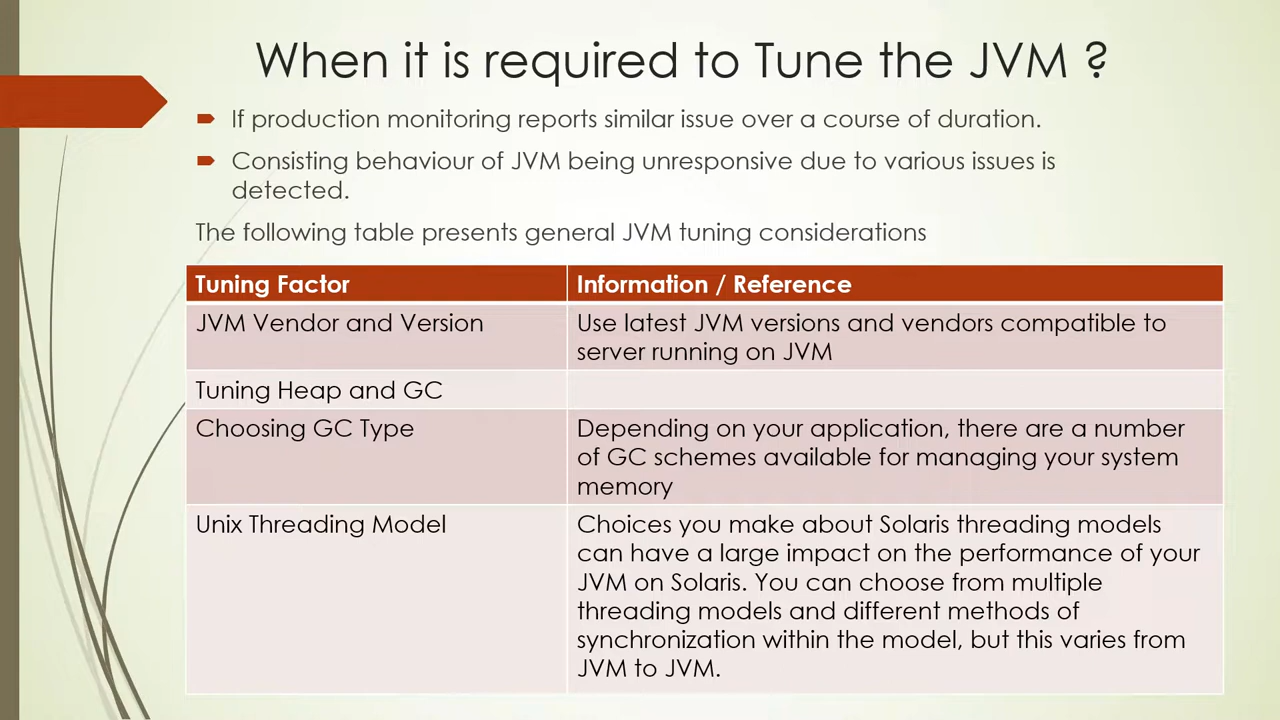 When it is required to Tune the JVM ?
If production monitoring reports similar issue over a course of duration.
Consisting behaviour of JVM being unresponsive due to various issues is
detected.
The following table presents general JVM tuning considerations
Tuning Factor
Information / Reference
JVM Vendor and Version
Use latest JVM versions and vendors compatible to
server running on JVM
Tuning Heap and GC
Choosing GC Type
Depending on your application, there are a number
of GC schemes available for managing your system
memory
Unix Threading Model
Choices you make about Solaris threading models
can have a large impact on the performance of your
JVM on Solaris. You can choose from multiple
threading models and different methods of
synchronization within the model, but this varies from
JVM to JVM.